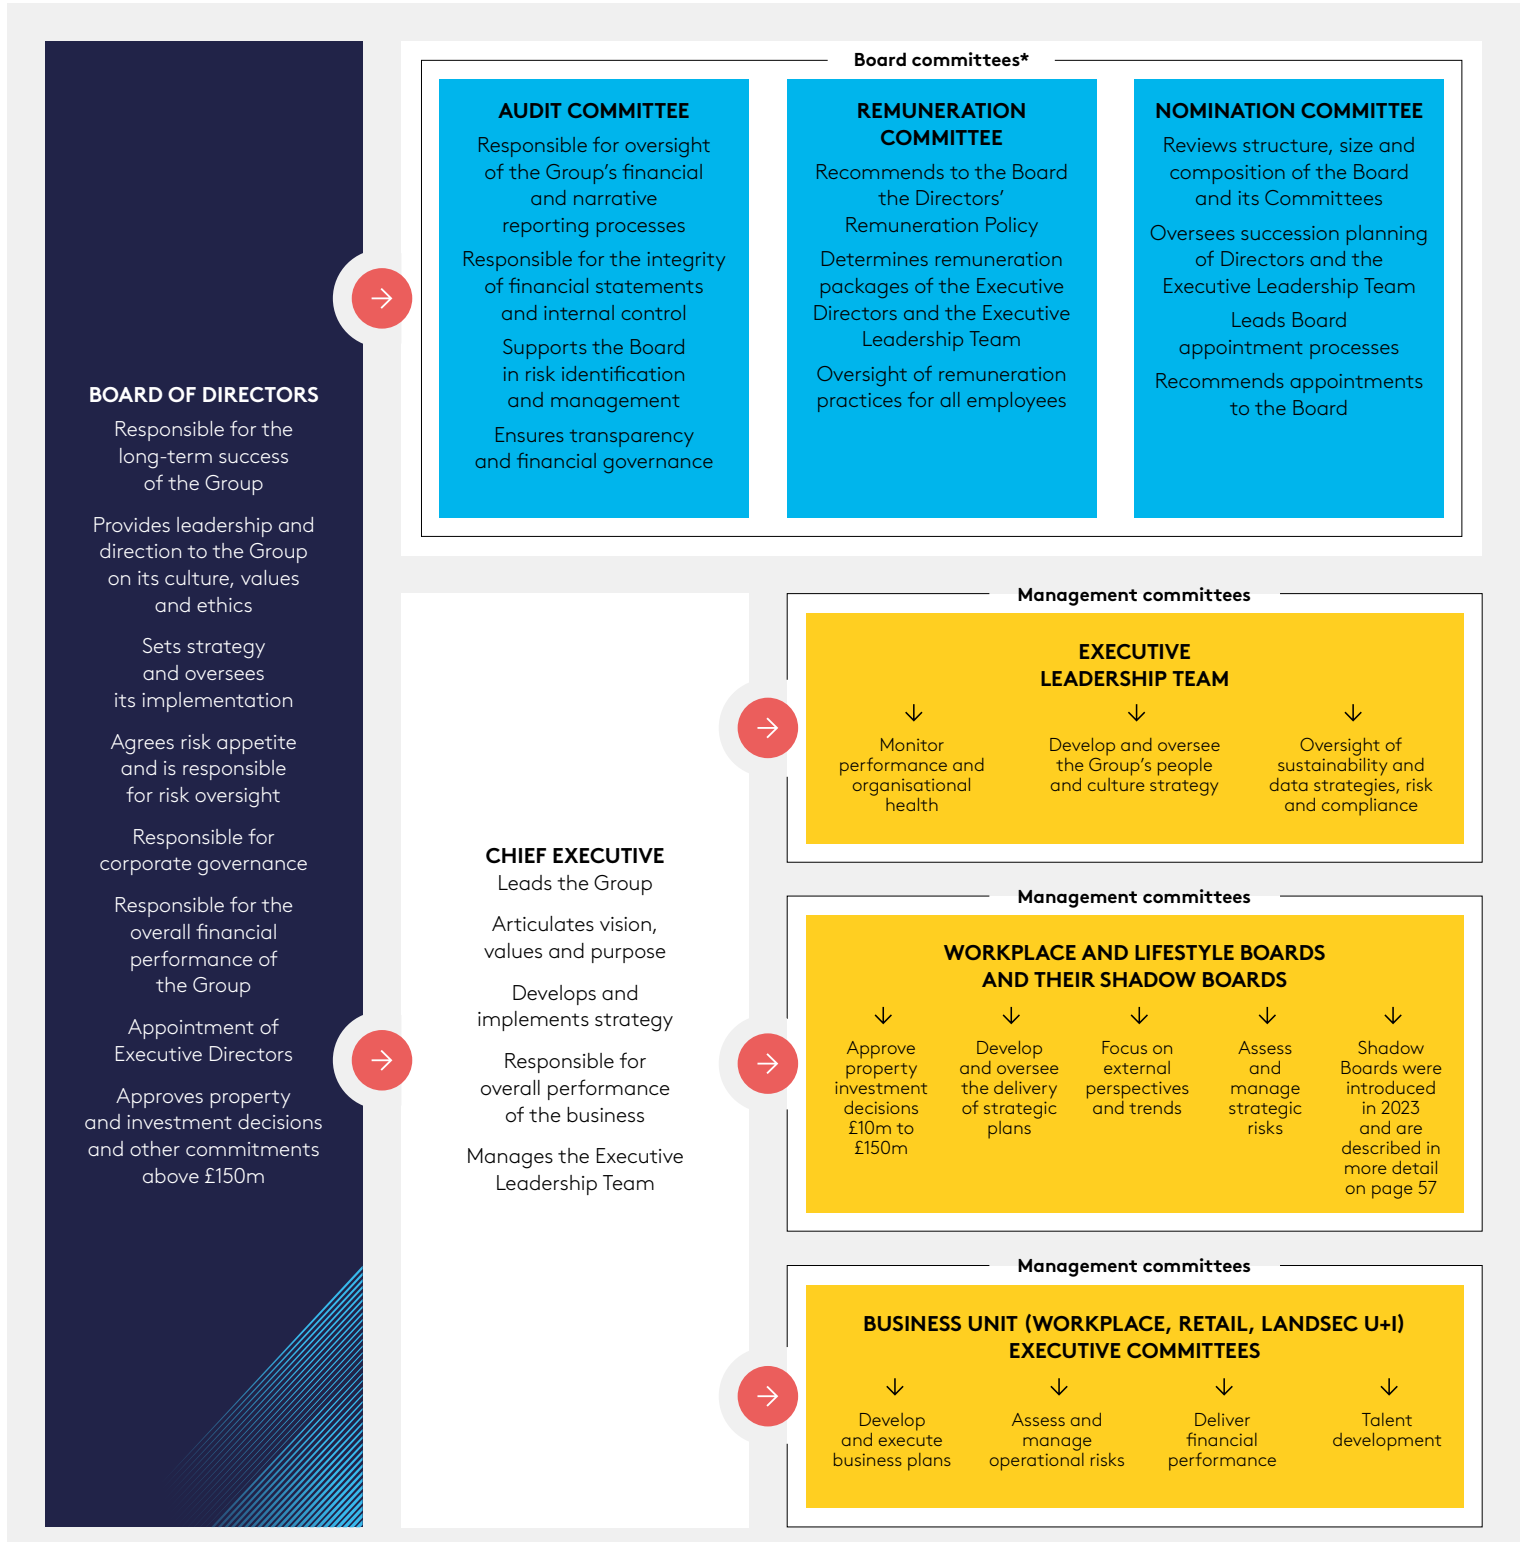 BOARD OF DIRECTORS
Responsible for the
long-term success
of the Group
Provides leadership and
direction to the Group
on its culture, values
and ethics
Sets strategy
and oversees
its implementation
Agrees risk appetite
and is responsible
for risk oversight
Responsible for
corporate governance
Responsible for the
overall financial
performance of
the Group
Appointment of
Executive Directors
Approves property
and investment decisions
and other commitments
above £150m
Board committees*
AUDIT COMMITTEE
Responsible for oversight
of the Group’s financial
and narrative
reporting processes
Responsible for the integrity
of financial statements
and internal control
Supports the Board
in risk identification
and management
Ensures transparency
and financial governance
REMUNERATION
COMMITTEE
Recommends to the Board
the Directors’
Remuneration Policy
Determines remuneration
packages of the Executive
Directors and the Executive
Leadership Team
Oversight of remuneration
practices for all employees
NOMINATION COMMITTEE
Reviews structure, size and
composition of the Board
and its Committees
Oversees succession planning
of Directors and the
Executive Leadership Team
Leads Board
appointment processes
Recommends appointments
to the Board
CHIEF EXECUTIVE
Leads the Group
Articulates vision,
values and purpose
Develops and
implements strategy
Responsible for
overall performance
of the business
Manages the Executive
Leadership Team
Management committees
EXECUTIVE
LEADERSHIP TEAM
Monitor
performance and
organisational
health
Develop and oversee
the Group’s people
and culture strategy
Oversight of
sustainability and
data strategies, risk
and compliance
Management committees
WORKPLACE AND LIFESTYLE BOARDS
AND THEIR SHADOW BOARDS
Approve
property
investment
decisions
£10m to
£150m
Develop
and oversee
the delivery
of strategic
plans
Focus on
external
perspectives
and trends
Assess
and
manage
strategic
risks
Shadow
Boards were
introduced
in 2023
and are
described in
more detail
on page 57
Management committees
BUSINESS UNIT (WORKPLACE, RETAIL, LANDSEC U+I)
EXECUTIVE COMMITTEES
Develop
and execute
business plans
Assess and
manage
operational risks
Deliver
financial
performance
Talent
development